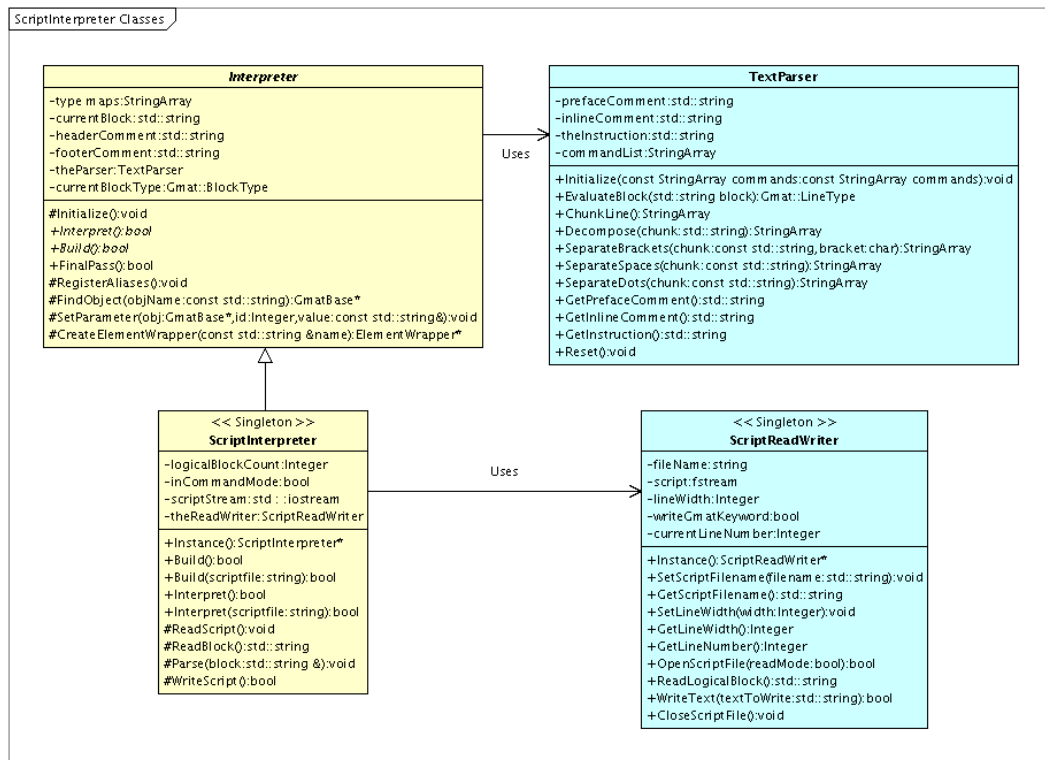 ScriptInterpreter Classes
Interpreter
-type maps:StringArray
-currentBlock:std::string
-headerComment:std::string
-footerComment:std::string
-theParser:TextParser
-currentBlockType:Gmat::BlockType
#Initialize():void
+Interpret():bool
+Build():bool
+FinalPass():bool
#RegisterAliases():void
#FindObject(objName:const std::string):GmatBase*
#SetParameter(obj:GmatBase*,id:Integer,value:const std::string&):void
#CreateElementWrapper(const std::string &name):ElementWrapper*
Uses
TextParser
-prefaceComment:std::string
-inlineComment:std::string
-theInstruction:std::string
-commandList:StringArray
+Initialize(const StringArray commands:const StringArray commands):void
+EvaluateBlock(std::string block):Gmat::LineType
+ChunkLine():StringArray
+Decompose(chunk:std::string):StringArray
+SeparateBrackets(chunk:const std::string,bracket:char):StringArray
+SeparateSpaces(chunk:const std::string):StringArray
+SeparateDots(chunk:const std::string):StringArray
+GetPrefaceComment():std::string
+GetInlineComment():std::string
+GetInstruction():std::string
+Reset():void
<< Singleton >>
ScriptInterpreter
-logicalBlockCount:Integer
-inCommandMode:bool
-scriptStream:std : :iostream
-theReadWriter:ScriptReadWriter
+Instance():ScriptInterpreter*
+Build():bool
+Build(scriptfile:string):bool
+Interpret():bool
+Interpret(scriptfile:string):bool
#ReadScript():void
#ReadBlock():std::string
#Parse(block:std::string &):void
#WriteScript():bool
Uses
<< Singleton >>
ScriptReadWriter
-fileName:string
-script:fstream
-lineWidth:Integer
-writeGmatKeyword:bool
-currentLineNumber:Integer
+Instance():ScriptReadWriter*
+SetScriptFilename(filename:std::string):void
+GetScriptFilename():std::string
+SetLineWidth(width:Integer):void
+GetLineWidth():Integer
+GetLineNumber():Integer
+OpenScriptFile(readMode:bool):bool
+ReadLogicalBlock():std::string
+WriteText(textToWrite:std::string):bool
+CloseScriptFile():void